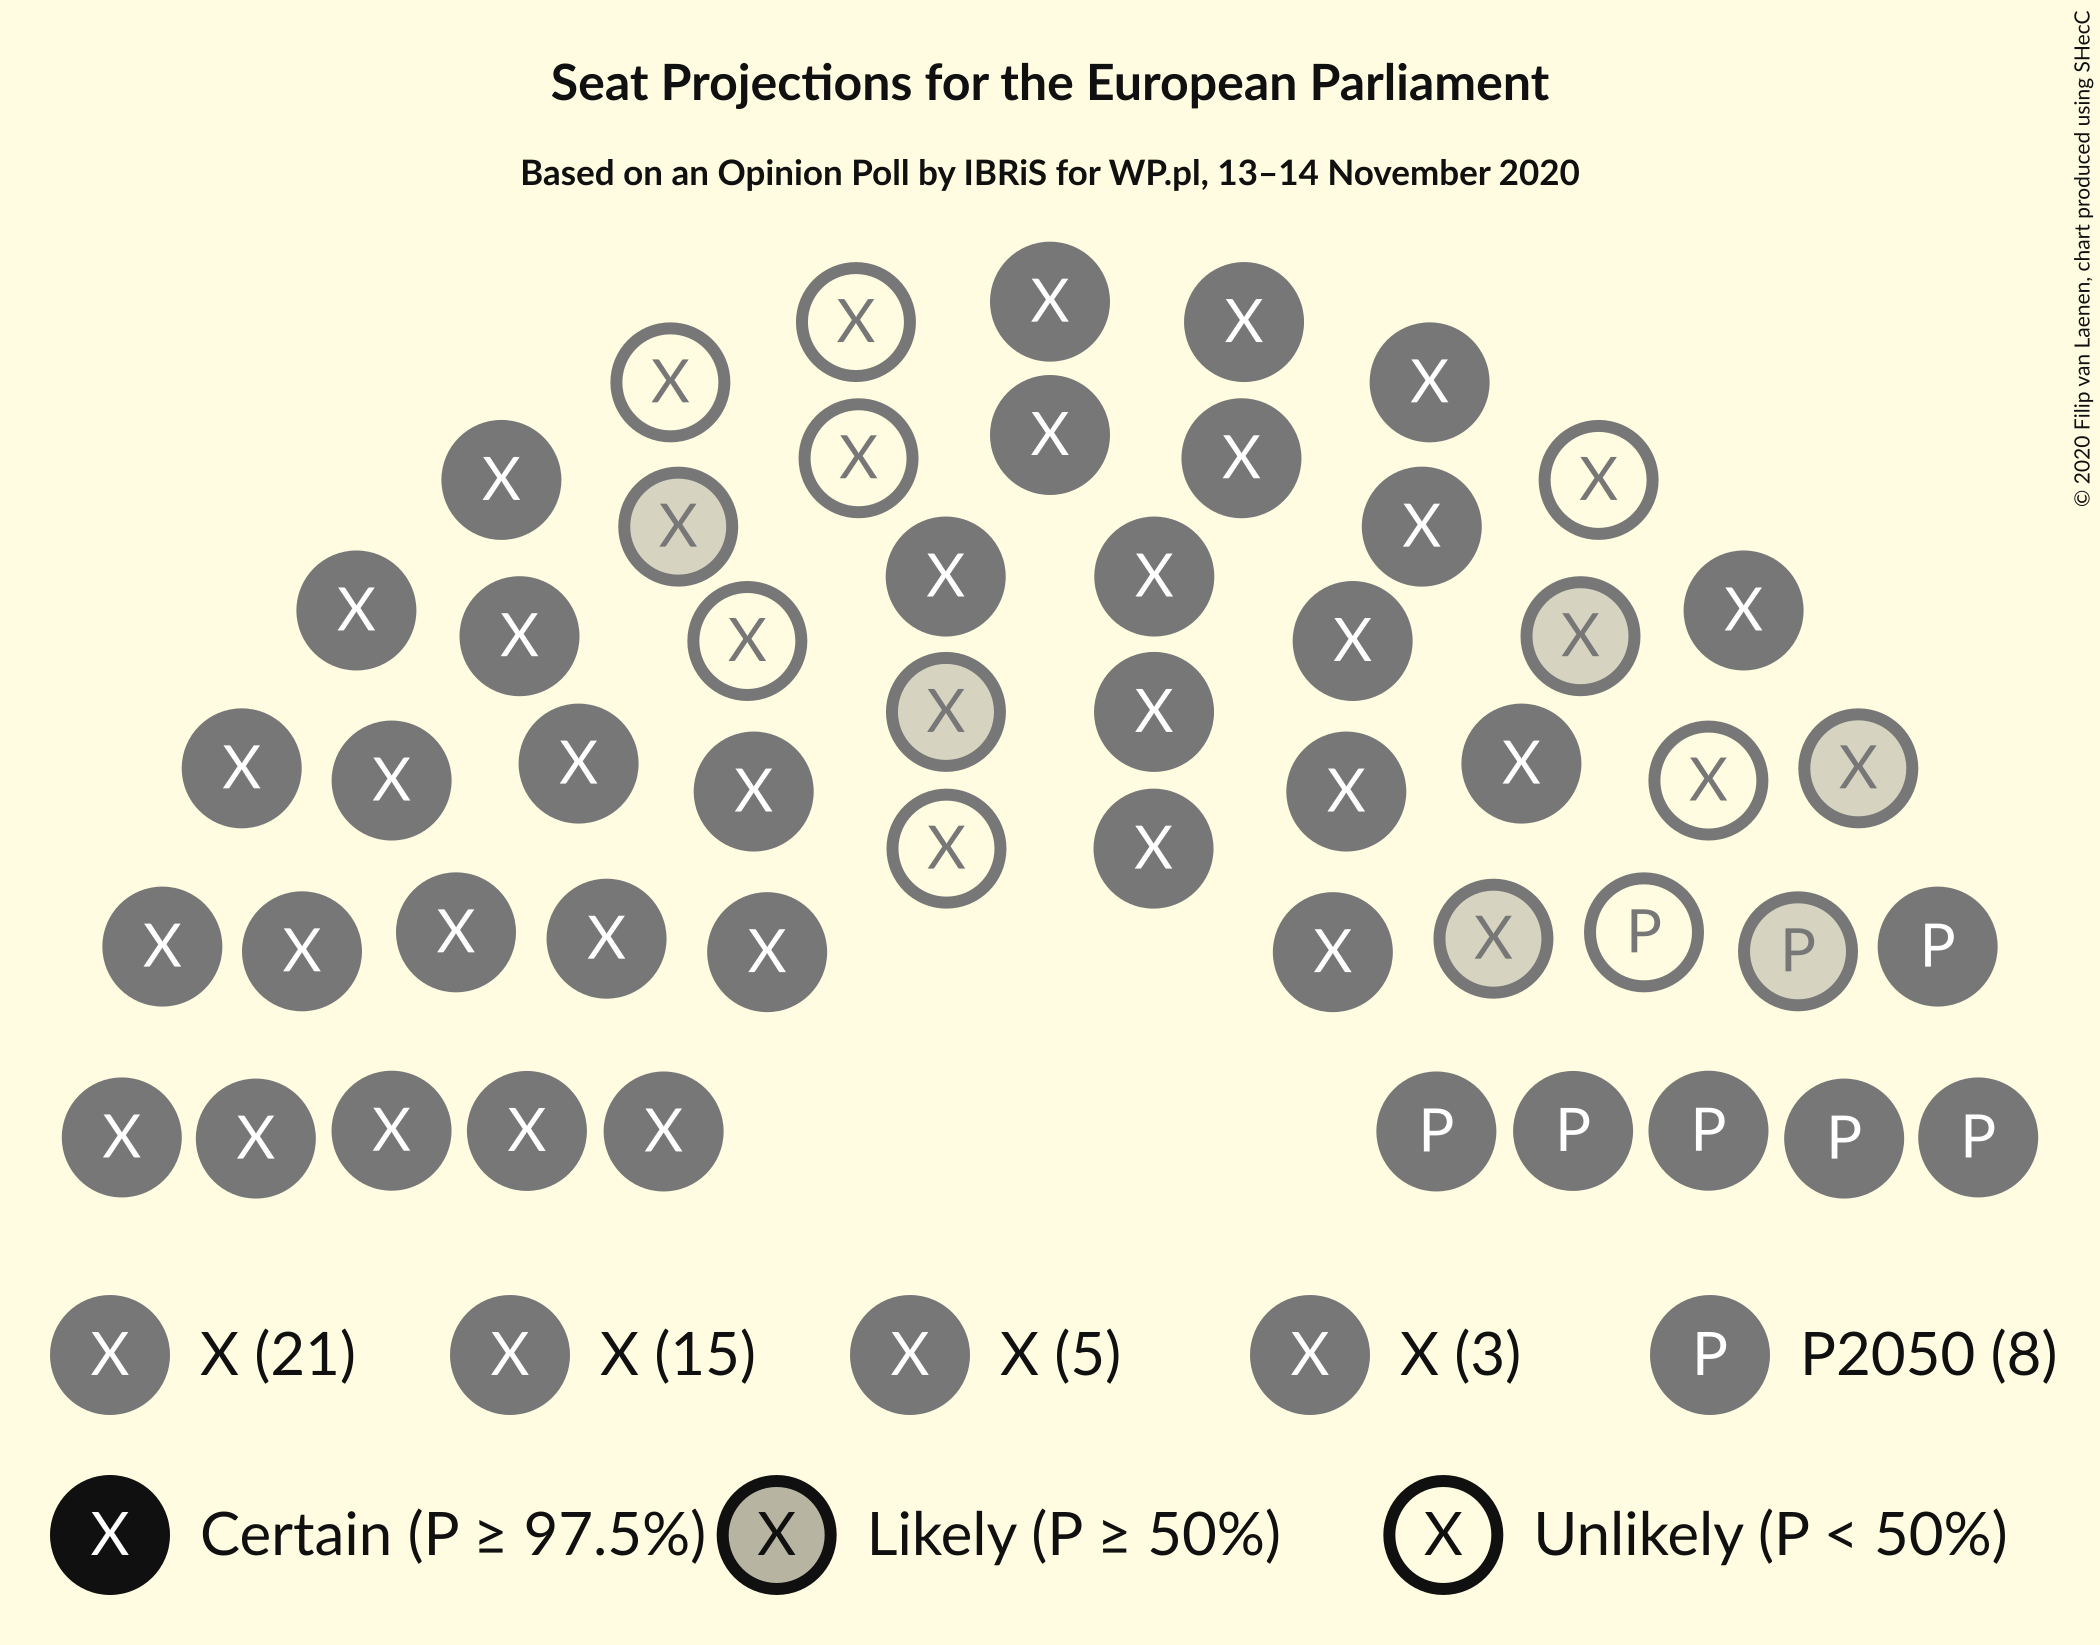 Seat Projections for the European Parliament
Based on an Opinion Poll by IBRiS for WP.pl, 13–14 November 2020
© 2020 Filip van Laenen, chart produced using SHecC
X
X X
X X
X
X X
X X
X X
X X
X X
X X X X
X X
X X
X X
X X X X
X X X X
X X
X X X X X X X P P P
X X X X X P P P P P
X X (21) X X (15) X X (5) X X (3) P P2050 (8)
X Certain (P ≥ 97.5%) X Likely (P ≥ 50%) X Unlikely (P < 50%)